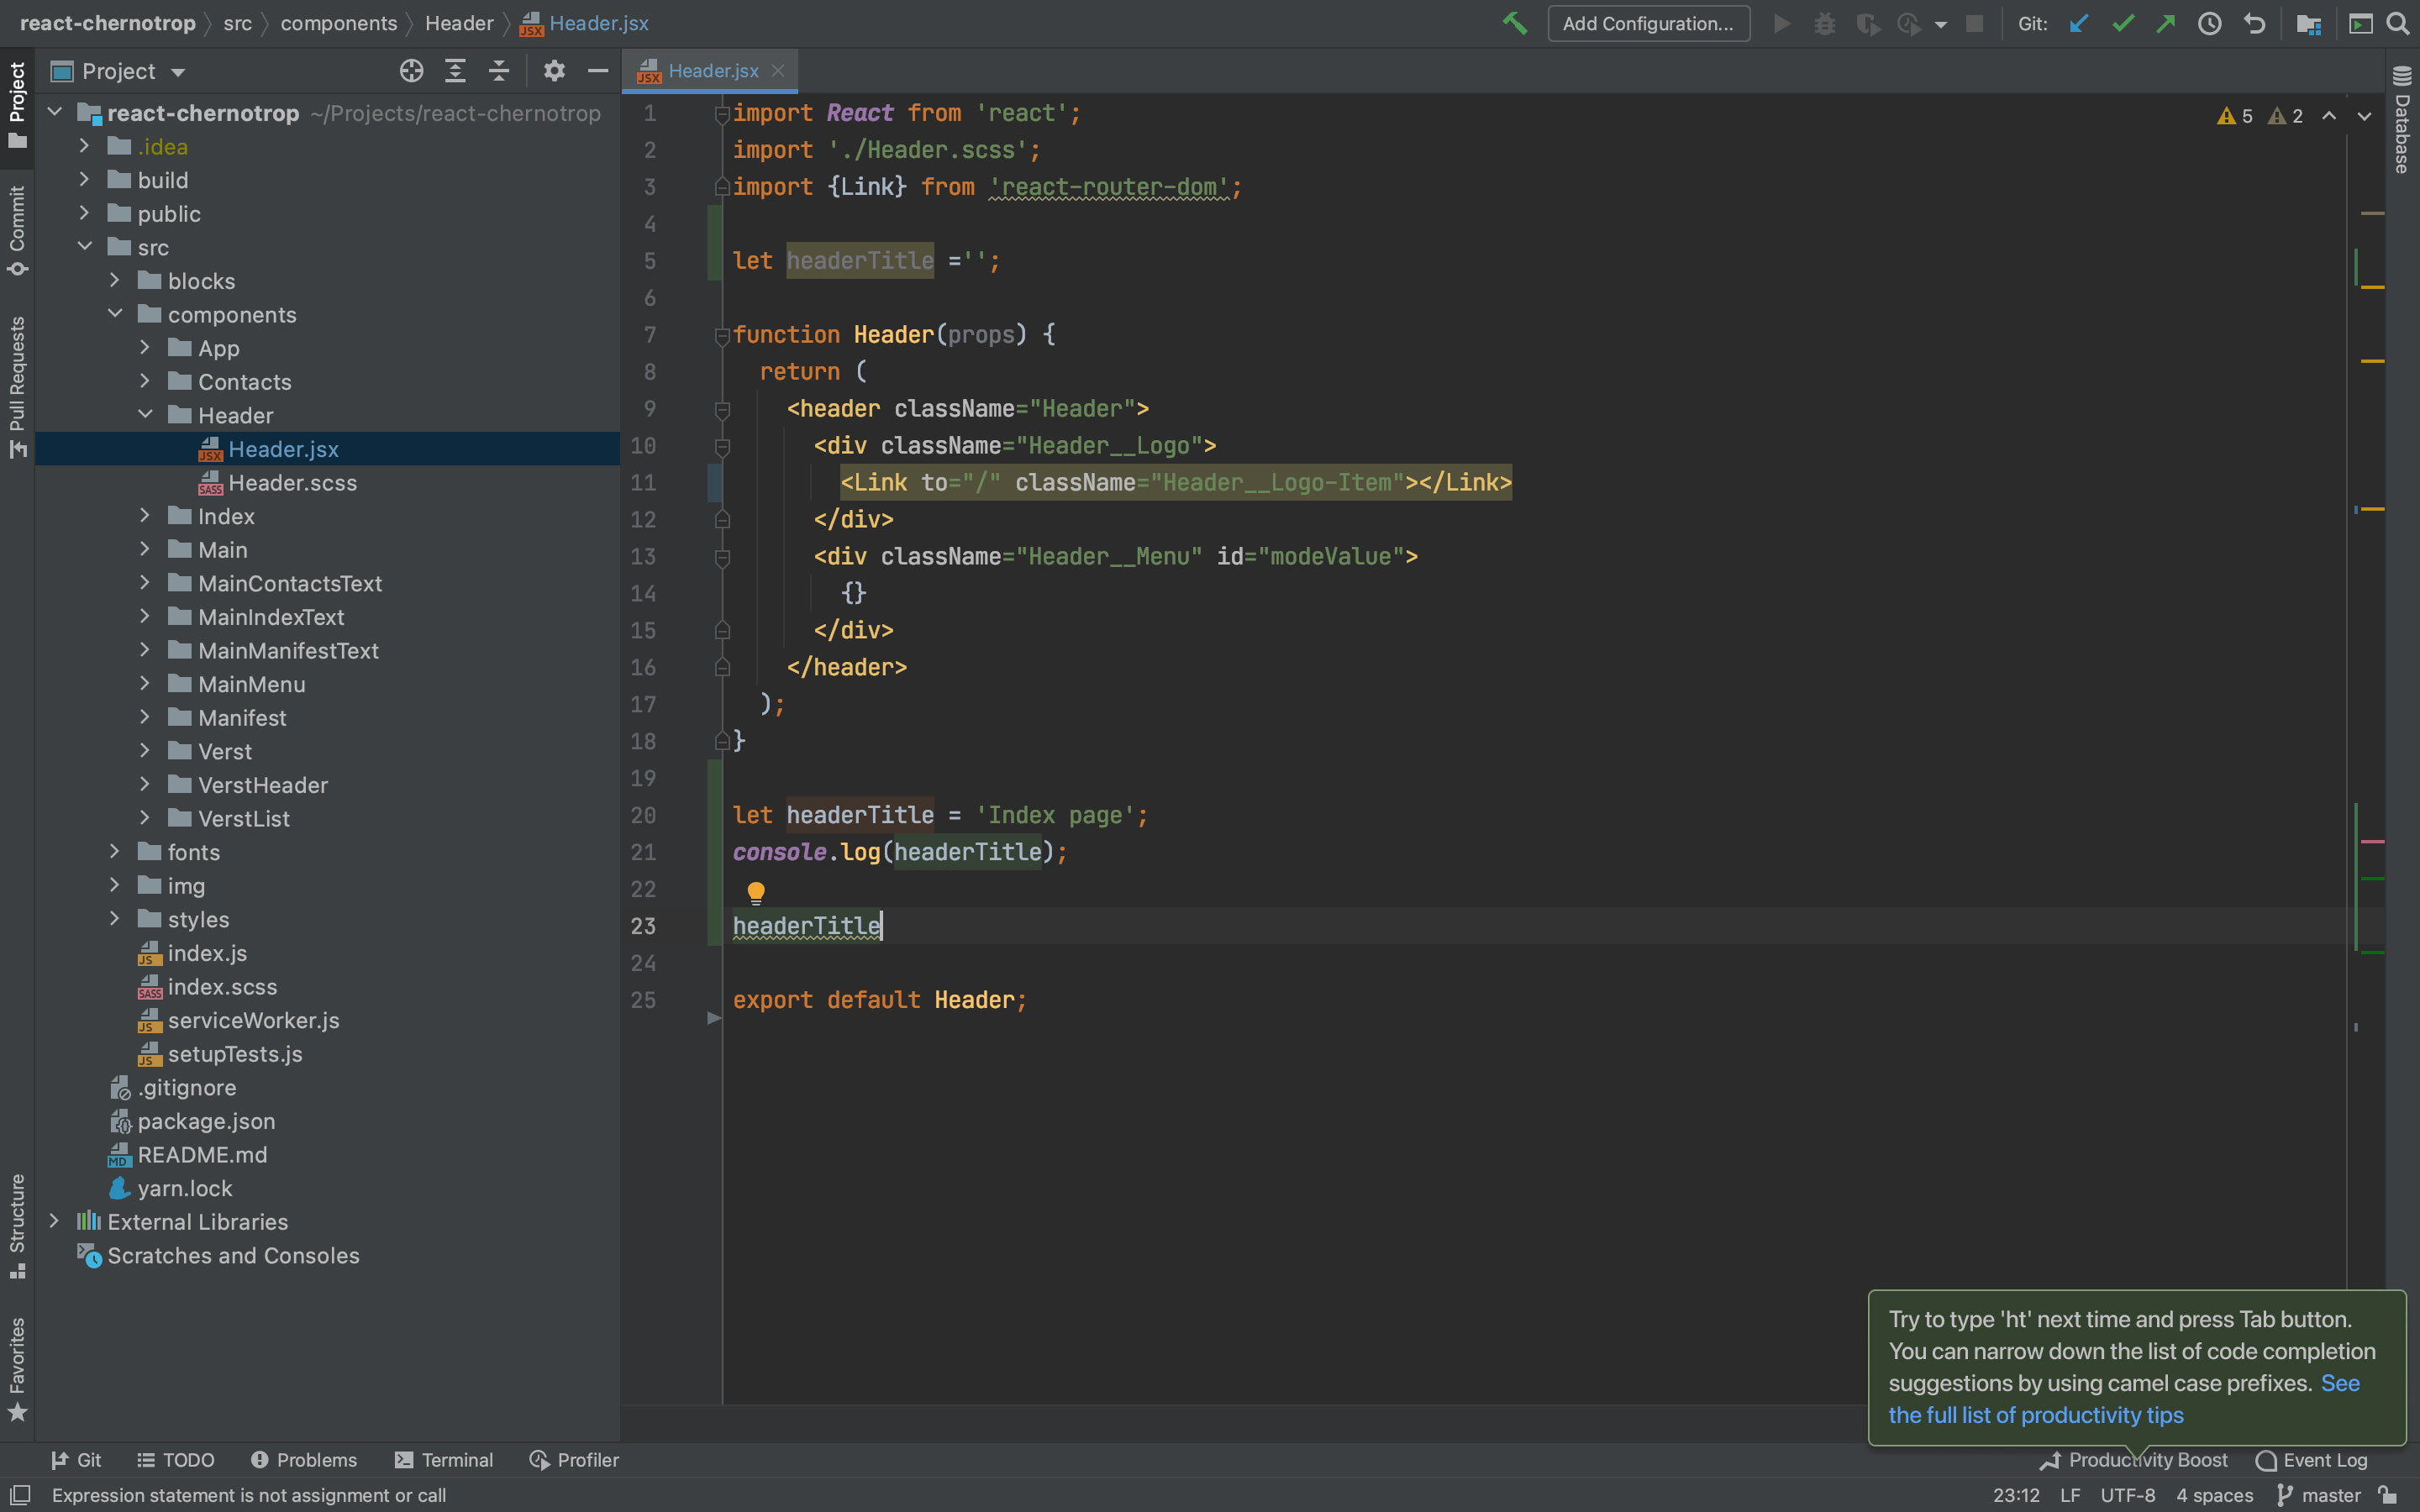 react-chernotrop src components Header Header.jsx Add Configuration... Git:
Project
Header.jsx
react-chernotrop ~/Projects/react-chernotrop
.idea
build
public
src
blocks
components
App
Contacts
Header
Header.jsx
Header.scss
Index
Main
MainContactsText
MainIndexText
MainManifestText
MainMenu
Manifest
Verst
VerstHeader
VerstList
fonts
img
styles
index.js
index.scss
serviceWorker.js
setupTests.js
.gitignore
package.json
README.md
yarn.lock
External Libraries
Scratches and Consoles
Project
Commit
Pull Requests
Structure
Favorites
1 import React from 'react';
2 import './Header.scss';
3 import {Link} from 'react-router-dom';
4
5 let headerTitle ='';
6
7 function Header(props) {
8 return (
9 <header className="Header">
10 <div className="Header__Logo">
11 <Link to="/" className="Header__Logo-Item"></Link>
12 </div>
13 <div className="Header__Menu" id="modeValue">
14 {}
15 </div>
16 </header>
17 );
18 }
19
20 let headerTitle = 'Index page';
21 console.log(headerTitle);
22
23 headerTitle
24
25 export default Header;
5 2
Database
Try to type 'ht' next time and press Tab button.
You can narrow down the list of code completion
suggestions by using camel case prefixes. See
the full list of productivity tips
Git TODO Problems Terminal Profiler Productivity Boost Event Log
Expression statement is not assignment or call 23:12 LF UTF-8 4 spaces master